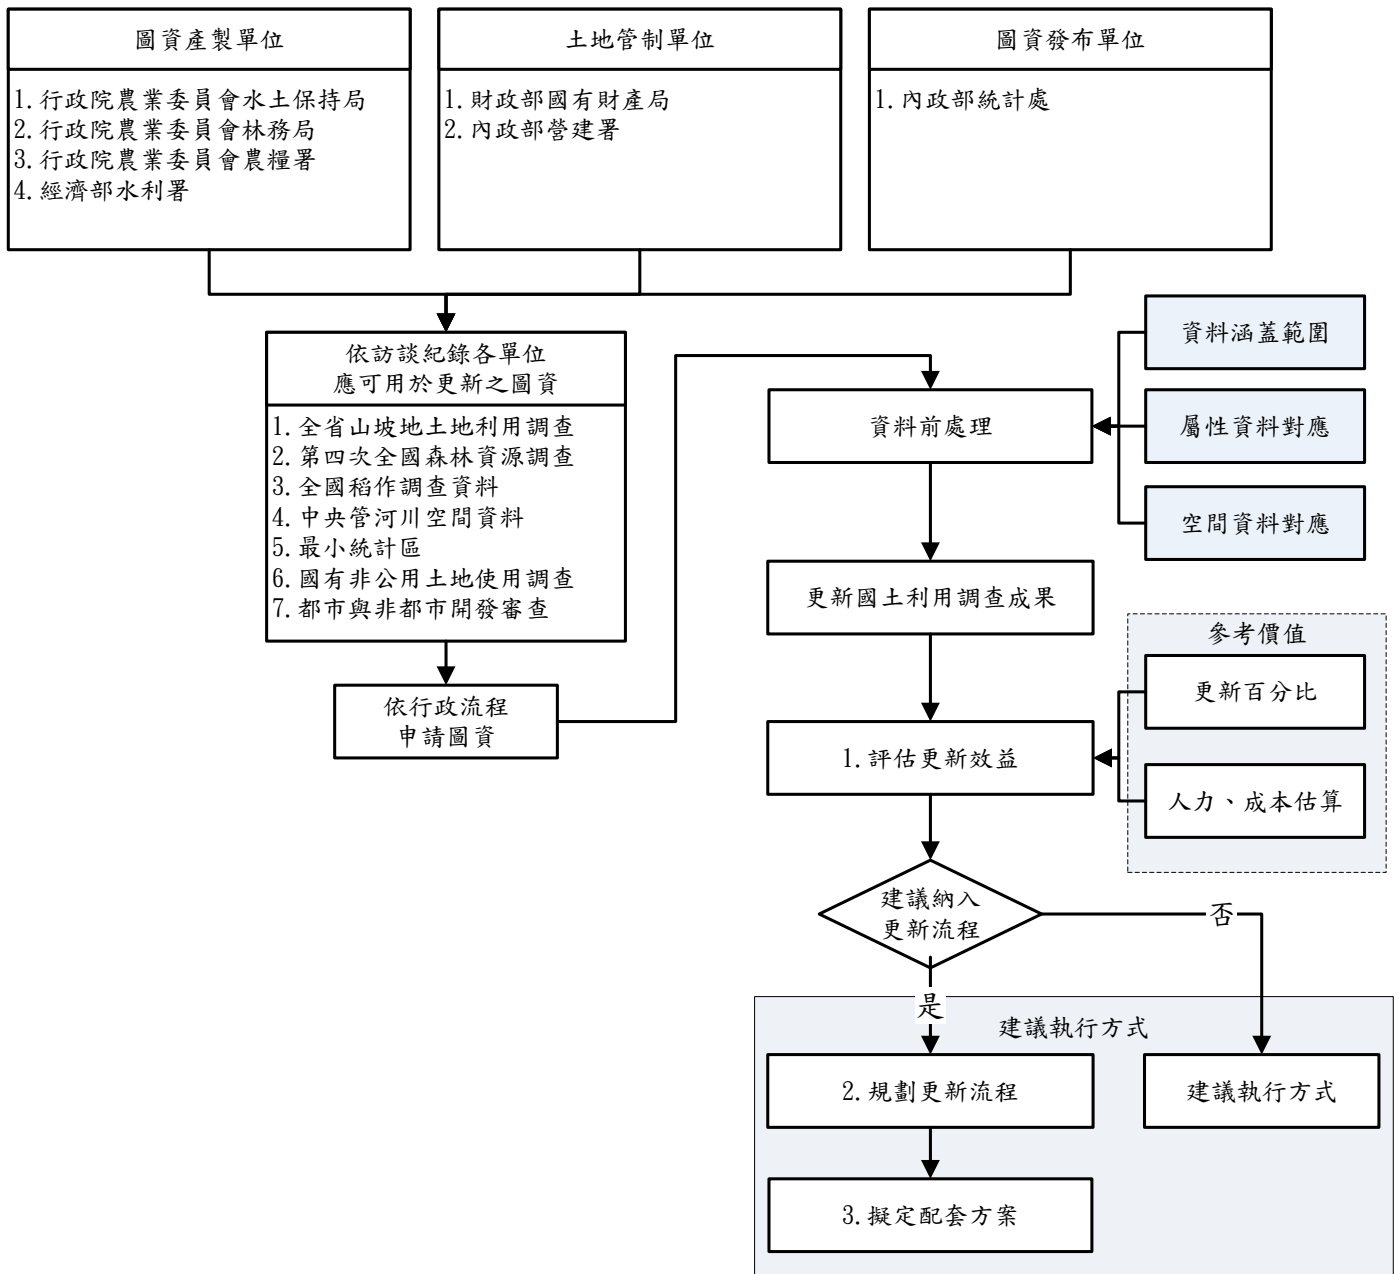 圖資產製單位
1.行政院農業委員會水土保持局
2.行政院農業委員會林務局
3.行政院農業委員會農糧署
4.經濟部水利署
土地管制單位
1.財政部國有財產局
2.內政部營建署
圖資發布單位
1.內政部統計處
依訪談紀錄各單位
應可用於更新之圖資
1.全省山坡地土地利用調查
2.第四次全國森林資源調查
3.全國稻作調查資料
4.中央管河川空間資料
5.最小統計區
6.國有非公用土地使用調查
7.都市與非都市開發審查
依行政流程
申請圖資
資料前處理
資料涵蓋範圍
屬性資料對應
空間資料對應
更新國土利用調查成果
1.評估更新效益
參考價值
更新百分比
人力、成本估算
建議納入
更新流程
否
是
建議執行方式
2.規劃更新流程
建議執行方式
3.擬定配套方案